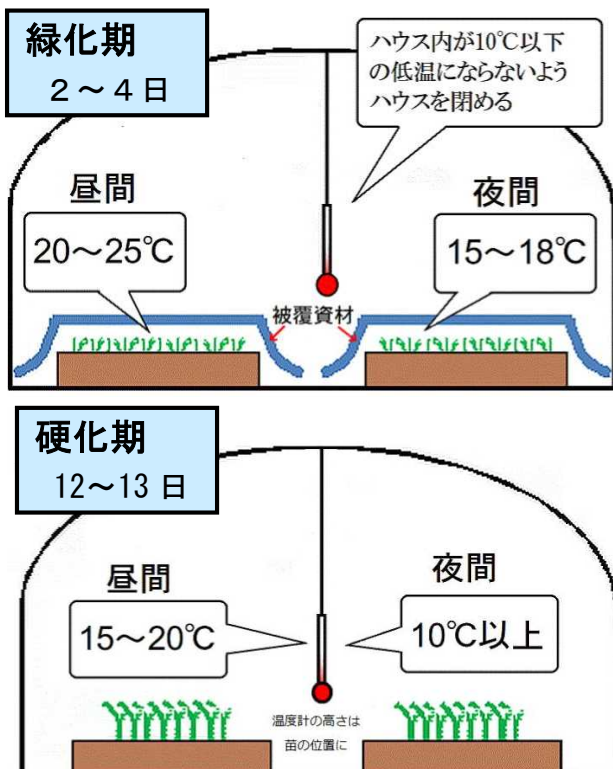 緑化期
２～４日
ハウス内が10℃以下
の低温にならないよう
ハウスを閉める
昼間
夜間
20～25℃
15～18℃
被覆資材
硬化期
12～13 日
昼間
夜間
15～20℃
10℃以上
温度計の高さは
苗の位置に